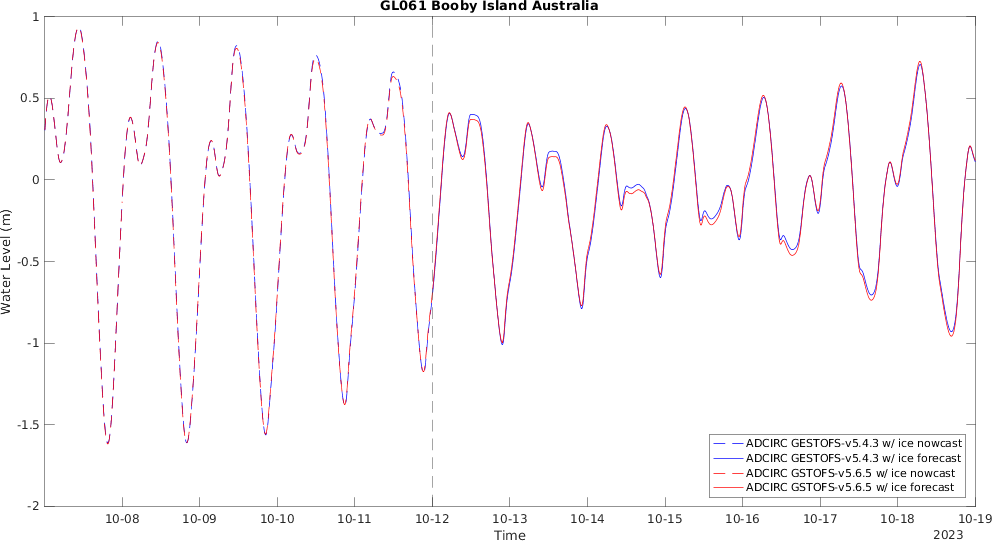 GL061 Booby Island Australia
Water Level (m)
1
0.5
0
-0.5
-1
-1.5
-2
10-08 10-09 10-10 10-11 10-12 10-13 10-14 10-15 10-16 10-17 10-18 10-19
Time
2023
ADCIRC GESTOFS-v5.4.3 w/ ice nowcast
ADCIRC GESTOFS-v5.4.3 w/ ice forecast
ADCIRC GSTOFS-v5.6.5 w/ ice nowcast
ADCIRC GSTOFS-v5.6.5 w/ ice forecast